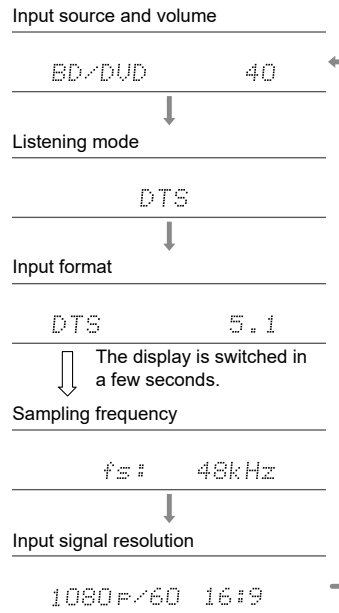 Input source and volume
BD/DVD 40
Listening mode
DTS
Input format
DTS 5.1
The display is switched in
a few seconds.
Sampling frequency
fs: 48kHz
Input signal resolution
1080p/60 16:9